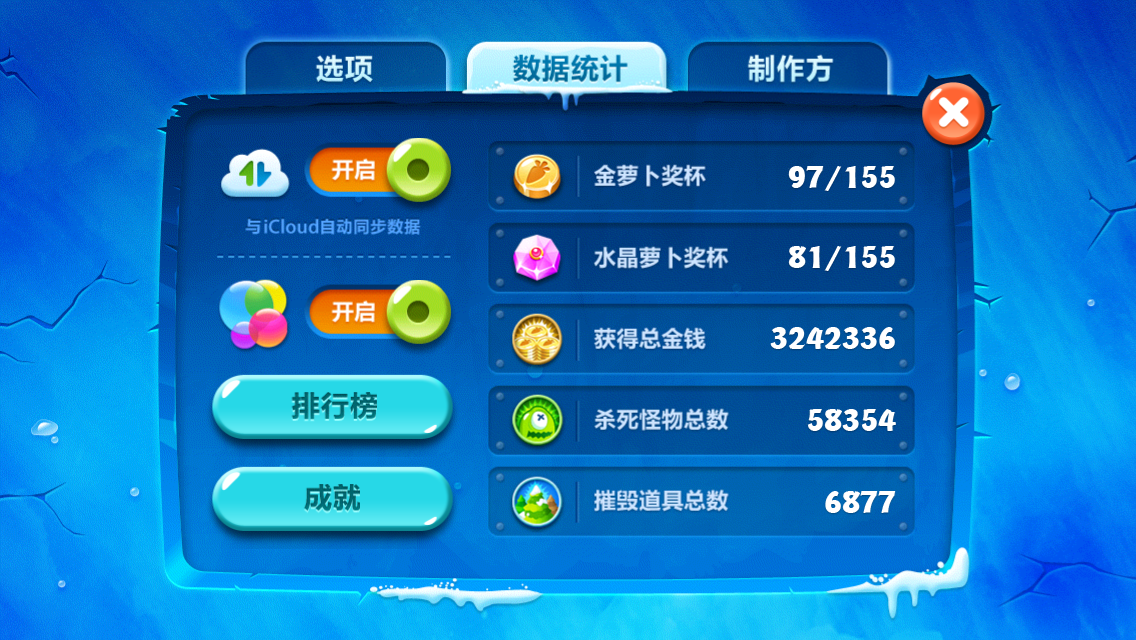 选项
数据统计
制作方
开启
与iCloud自动同步数据
开启
排行榜
成就
金萝卜奖杯 97/155
水晶萝卜奖杯 81/155
获得总金钱 3242336
杀死怪物总数 58354
摧毁道具总数 6877